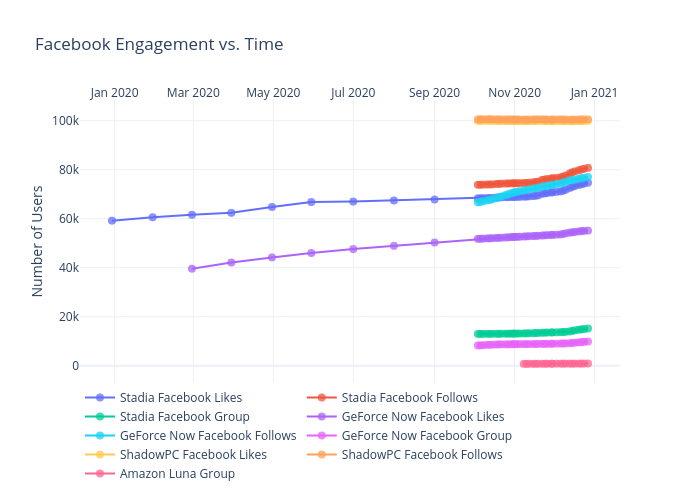 Facebook Engagement vs. Time
Jan 2020 Mar 2020 May 2020 Jul 2020 Sep 2020 Nov 2020 Jan 2021
100k
80k
60k
40k
20k
0
Number of Users
Stadia Facebook Likes Stadia Facebook Follows
Stadia Facebook Group GeForce Now Facebook Likes
GeForce Now Facebook Follows GeForce Now Facebook Group
ShadowPC Facebook Likes ShadowPC Facebook Follows
Amazon Luna Group